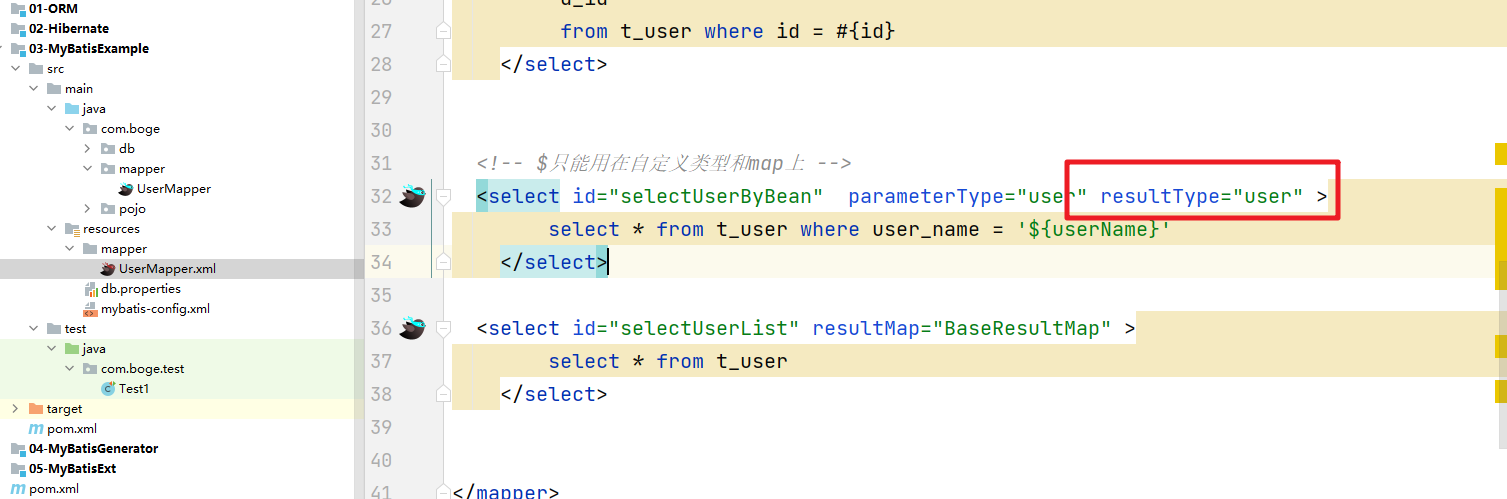 01-ORM
02-Hibernate
03-MyBatisExample
src
main
java
com.boge
db
mapper
UserMapper
pojo
resources
mapper
UserMapper.xml
db.properties
mybatis-config.xml
test
java
com.boge.test
Test1
target
pom.xml
04-MyBatisGenerator
05-MyBatisExt
pom.xml
27 from t_user where id = #{id}
28 </select>
29
30
31 <!-- $只能用在自定义类型和map上 -->
32 <select id="selectUserByBean" parameterType="user" resultType="user" >
33 select * from t_user where user_name = '${userName}'
34 </select>
35
36 <select id="selectUserList" resultMap="BaseResultMap" >
37 select * from t_user
38 </select>
39
40
41 </mapper>